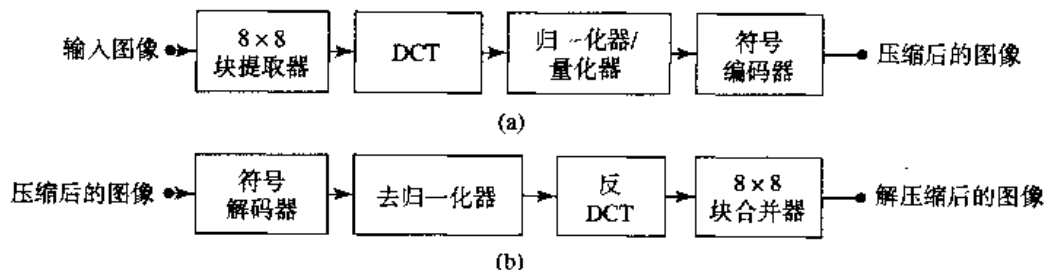 输入图像
8×8
块提取器
DCT
归一化器/
量化器
符号
编码器
压缩后的图像
(a)
压缩后的图像
符号
解码器
去归一化器
反
DCT
8×8
块合并器
解压缩后的图像
(b)